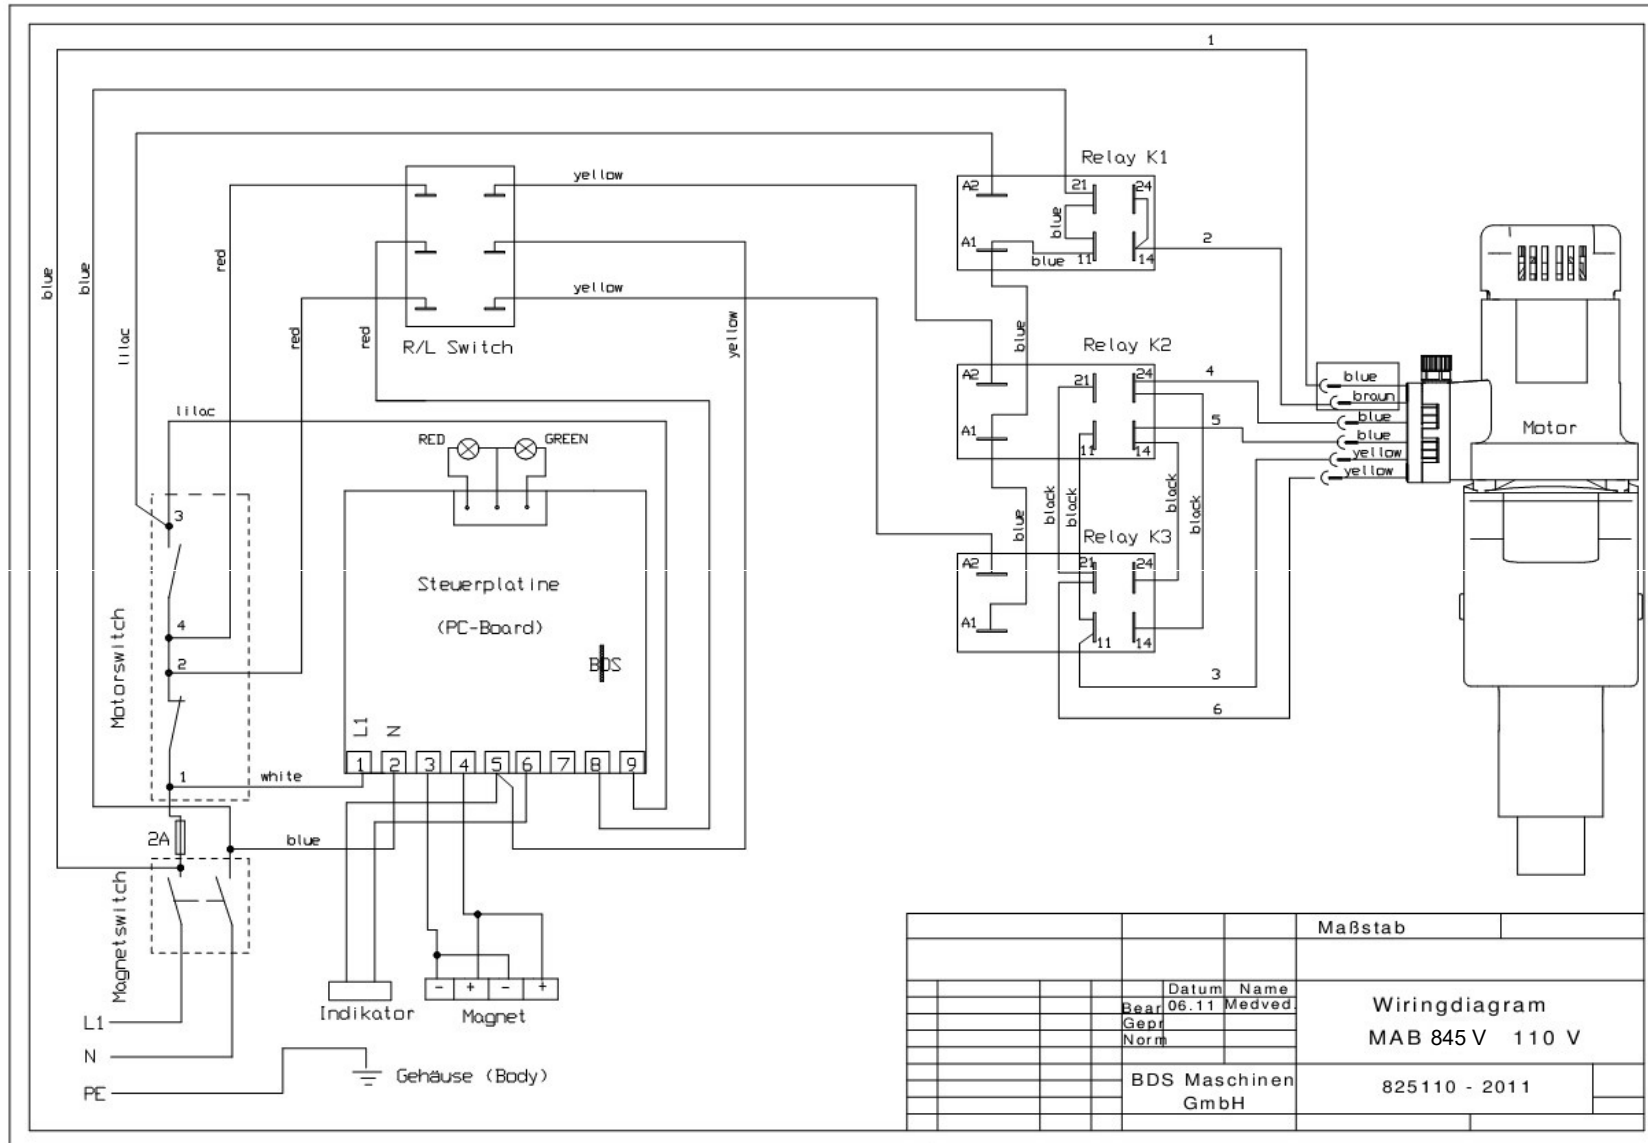 1
blue
blue
lilac
red
yellow
red
red
yellow
yellow
R/L Switch
lilac
Relay K1
A2
21
24
blue
A1
blue
11
14
2
blue
Relay K2
A2
21
24
4
A1
11
14
5
black
black
black
black
blue
Relay K3
A2
21
24
A1
11
14
3
6
blue
braun
blue
blue
yellow
yellow
Motor
RED
GREEN
Steuerplatine
(PC-Board)
BDS
L1
N
1 2 3 4 5 6 7 8 9
Motorswitch
3
4
2
1
white
2A
blue
Magnetswitch
L1
N
PE
Gehäuse (Body)
Indikator
- + - +
Magnet
Maßstab
Datum Name
Bear 06.11 Medved.
Gepr
Norm
Wiringdiagram
MAB 845 V 110 V
BDS Maschinen
GmbH
825110 - 2011